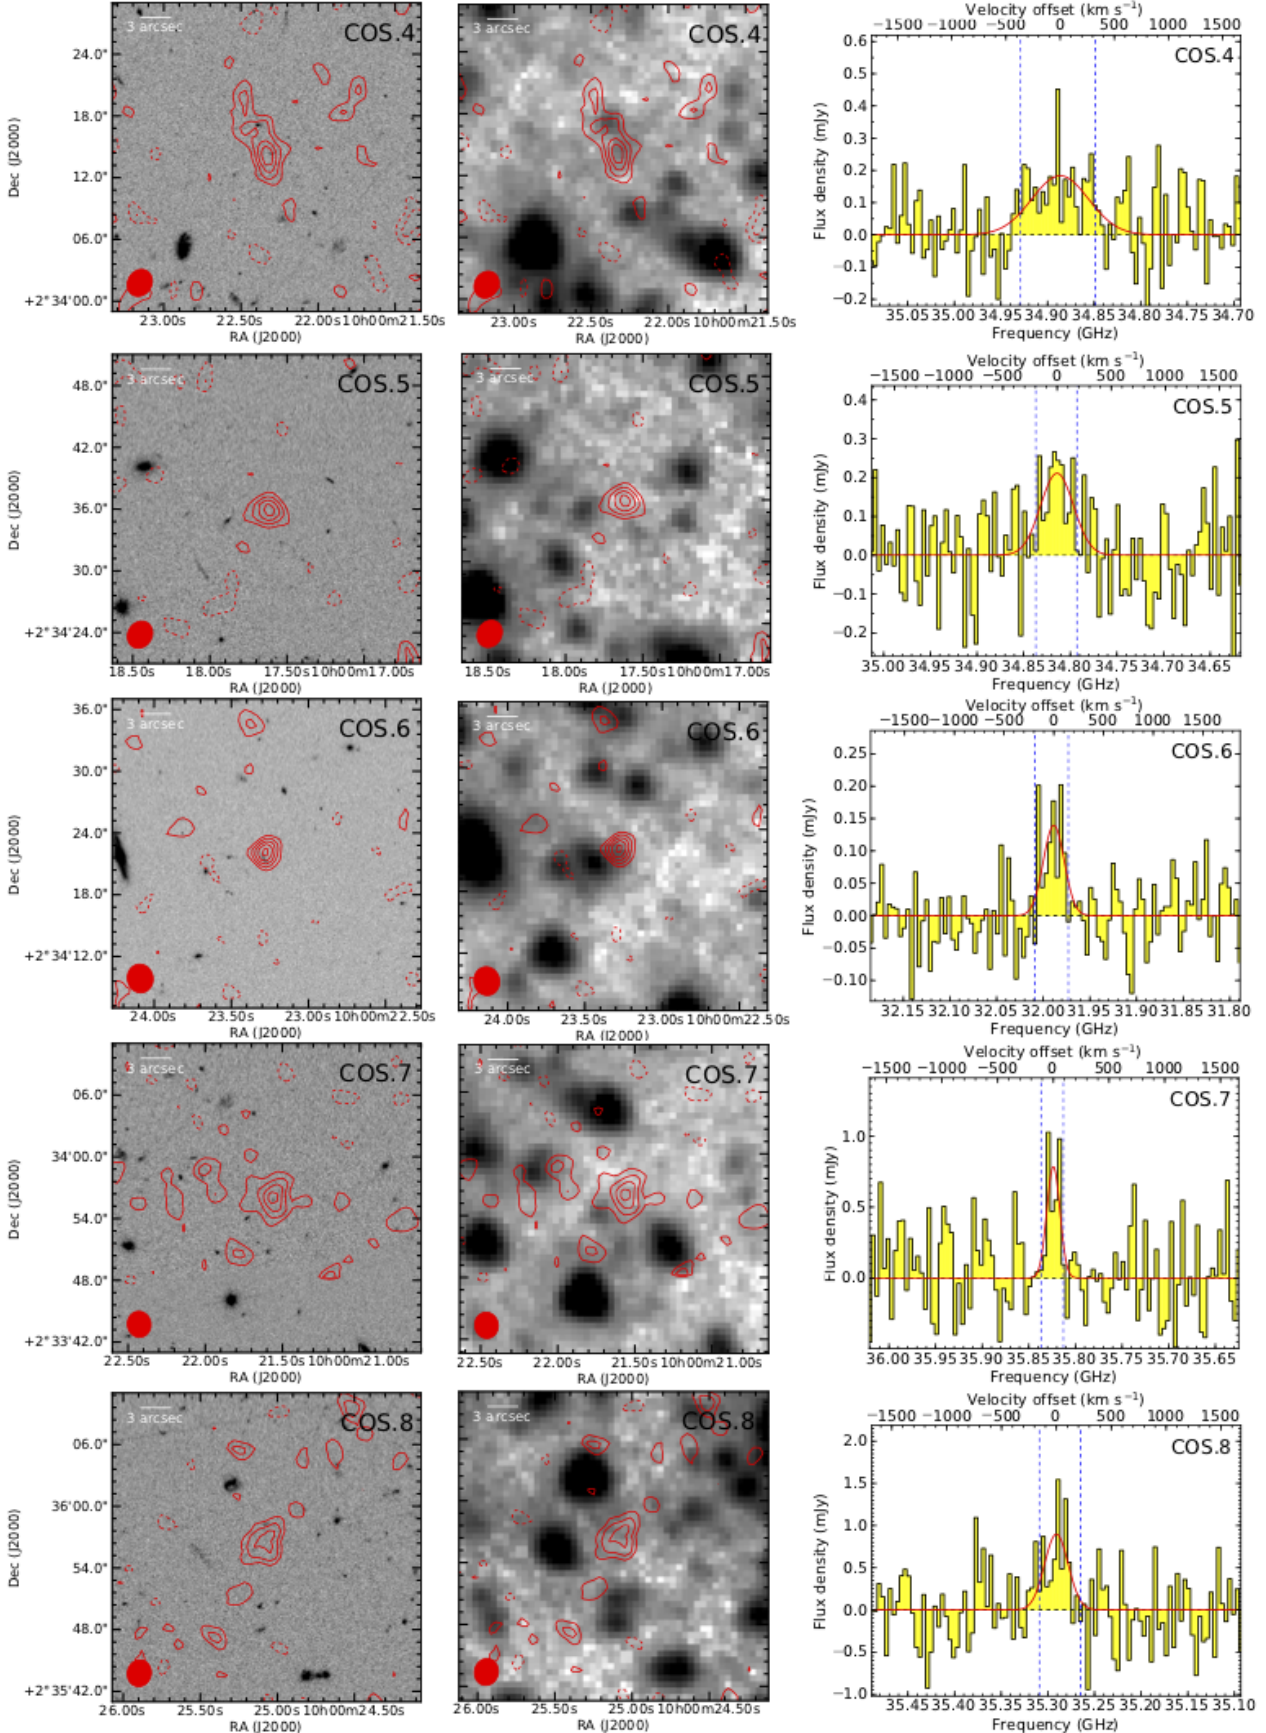 3 arcsec
COS.4
24.0"
18.0"
12.0"
06.0"
+2°34'00.0"
Dec (J2000)
23.00s 22.50s 22.00s 10h00m21.50s
RA (J2000)
3 arcsec
COS.4
23.00s 22.50s 22.00s 10h00m21.50s
RA (J2000)
Velocity offset (km s⁻¹)
−1500 −1000 −500 0 500 1000 1500
COS.4
0.6
0.5
0.4
0.3
0.2
0.1
0.0
−0.1
−0.2
Flux density (mJy)
35.05 35.00 34.95 34.90 34.85 34.80 34.75 34.70
Frequency (GHz)
3 arcsec
COS.5
48.0"
42.0"
36.0"
30.0"
+2°34'24.0"
Dec (J2000)
18.50s 18.00s 17.50s 10h00m17.00s
RA (J2000)
3 arcsec
COS.5
18.50s 18.00s 17.50s 10h00m17.00s
RA (J2000)
Velocity offset (km s⁻¹)
−1500 −1000 −500 0 500 1000 1500
COS.5
0.4
0.3
0.2
0.1
0.0
−0.1
−0.2
Flux density (mJy)
35.00 34.95 34.90 34.85 34.80 34.75 34.70 34.65
Frequency (GHz)
3 arcsec
COS.6
36.0"
30.0"
24.0"
18.0"
+2°34'12.0"
Dec (J2000)
24.00s 23.50s 23.00s 10h00m22.50s
RA (J2000)
3 arcsec
COS.6
24.00s 23.50s 23.00s 10h00m22.50s
RA (J2000)
Velocity offset (km s⁻¹)
−1500 −1000 −500 0 500 1000 1500
COS.6
0.25
0.20
0.15
0.10
0.05
0.00
−0.05
−0.10
Flux density (mJy)
32.15 32.10 32.05 32.00 31.95 31.90 31.85 31.80
Frequency (GHz)
3 arcsec
COS.7
06.0"
34'00.0"
54.0"
48.0"
+2°33'42.0"
Dec (J2000)
22.50s 22.00s 21.50s 10h00m21.00s
RA (J2000)
3 arcsec
COS.7
22.50s 22.00s 21.50s 10h00m21.00s
RA (J2000)
Velocity offset (km s⁻¹)
−1500 −1000 −500 0 500 1000 1500
COS.7
1.0
0.5
0.0
Flux density (mJy)
36.00 35.95 35.90 35.85 35.80 35.75 35.70 35.65
Frequency (GHz)
3 arcsec
COS.8
06.0"
36'00.0"
54.0"
48.0"
+2°35'42.0"
Dec (J2000)
26.00s 25.50s 25.00s 10h00m24.50s
RA (J2000)
3 arcsec
COS.8
26.00s 25.50s 25.00s 10h00m24.50s
RA (J2000)
Velocity offset (km s⁻¹)
−1500 −1000 −500 0 500 1000 1500
COS.8
2.0
1.5
1.0
0.5
0.0
−0.5
−1.0
Flux density (mJy)
35.45 35.40 35.35 35.30 35.25 35.20 35.15 35.10
Frequency (GHz)